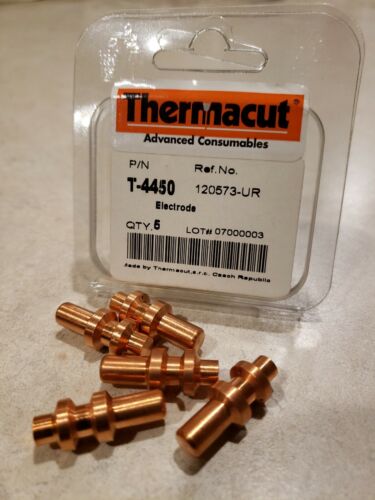 Thermacut
Advanced Consumables
P/N Ref.No.
T-4450 120573-UR
Electrode
QTY. 5 LOT# 07000003
Made by Thermacut,s.r.o. Czech Republic